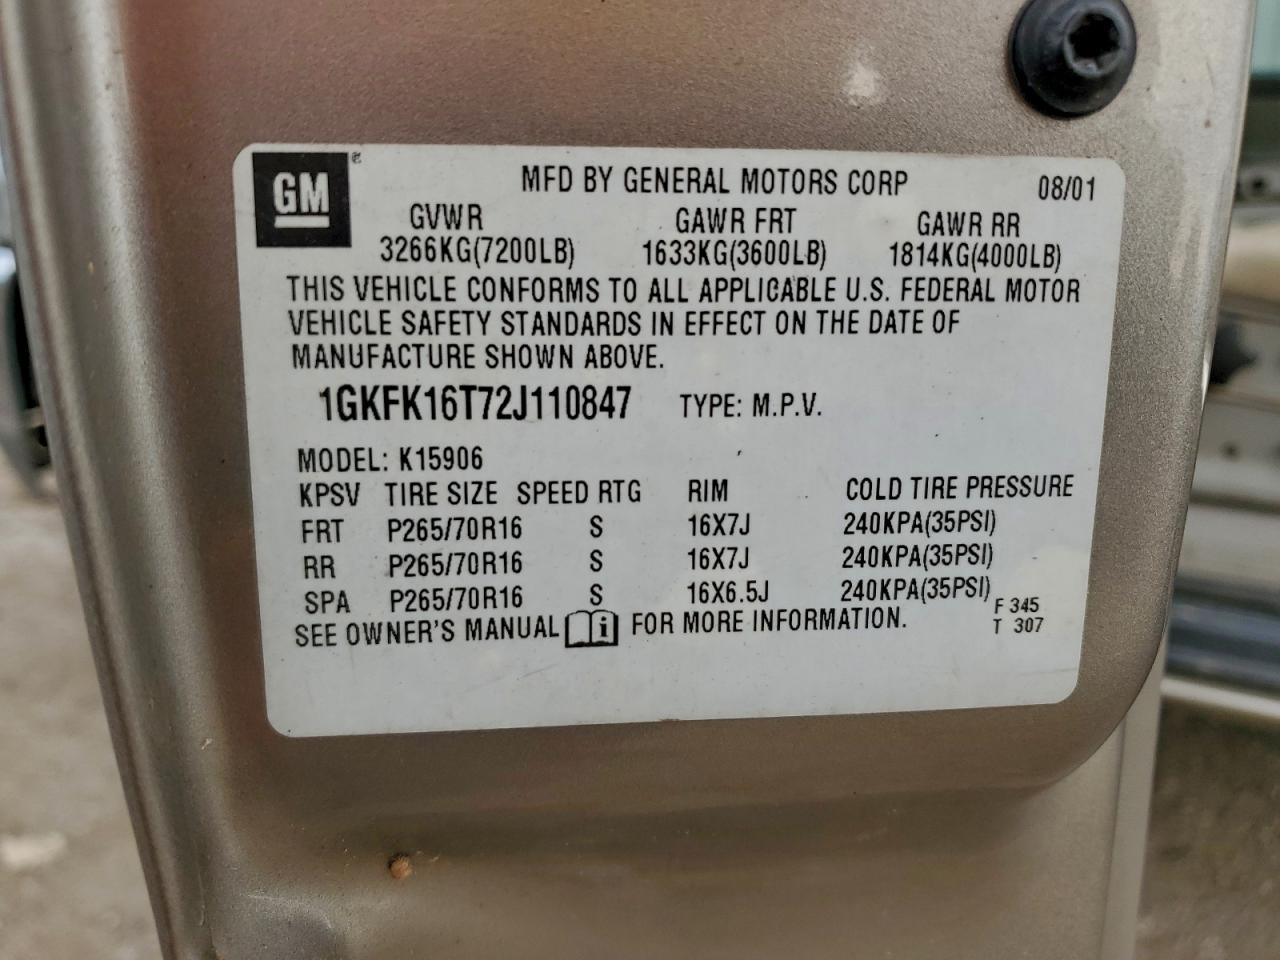 GM® MFD BY GENERAL MOTORS CORP 08/01
GVWR GAWR FRT GAWR RR
3266KG(7200LB) 1633KG(3600LB) 1814KG(4000LB)
THIS VEHICLE CONFORMS TO ALL APPLICABLE U.S. FEDERAL MOTOR
VEHICLE SAFETY STANDARDS IN EFFECT ON THE DATE OF
MANUFACTURE SHOWN ABOVE.
1GKFK16T72J110847 TYPE: M.P.V.
MODEL: K15906
KPSV TIRE SIZE SPEED RTG RIM COLD TIRE PRESSURE
FRT P265/70R16 S 16X7J 240KPA(35PSI)
RR P265/70R16 S 16X7J 240KPA(35PSI)
SPA P265/70R16 S 16X6.5J 240KPA(35PSI) F 345
SEE OWNER'S MANUAL i FOR MORE INFORMATION. T 307